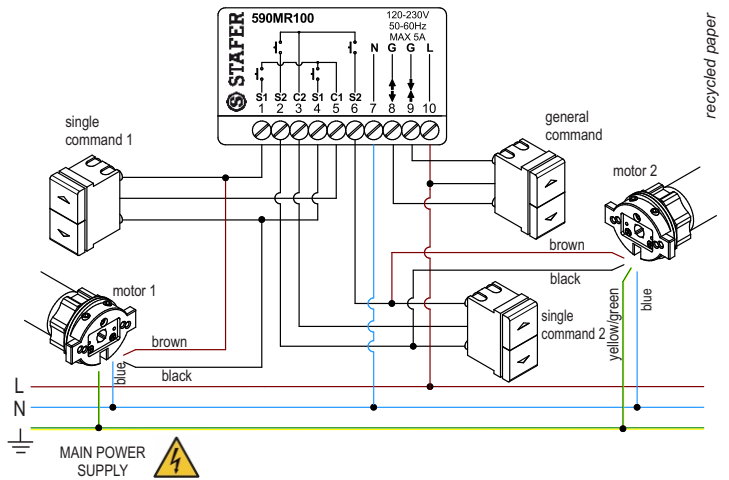 STAFER
590MR100
120-230V
50-60Hz
MAX 5A
N G G L
S1 S2 C2 S1 C1 S2
1 2 3 4 5 6 7 8 9 10
recycled paper
single
command 1
general
command
motor 2
brown
black
motor 1
single
command 2
yellow/green
blue
brown
black
blue
L
N
MAIN POWER
SUPPLY